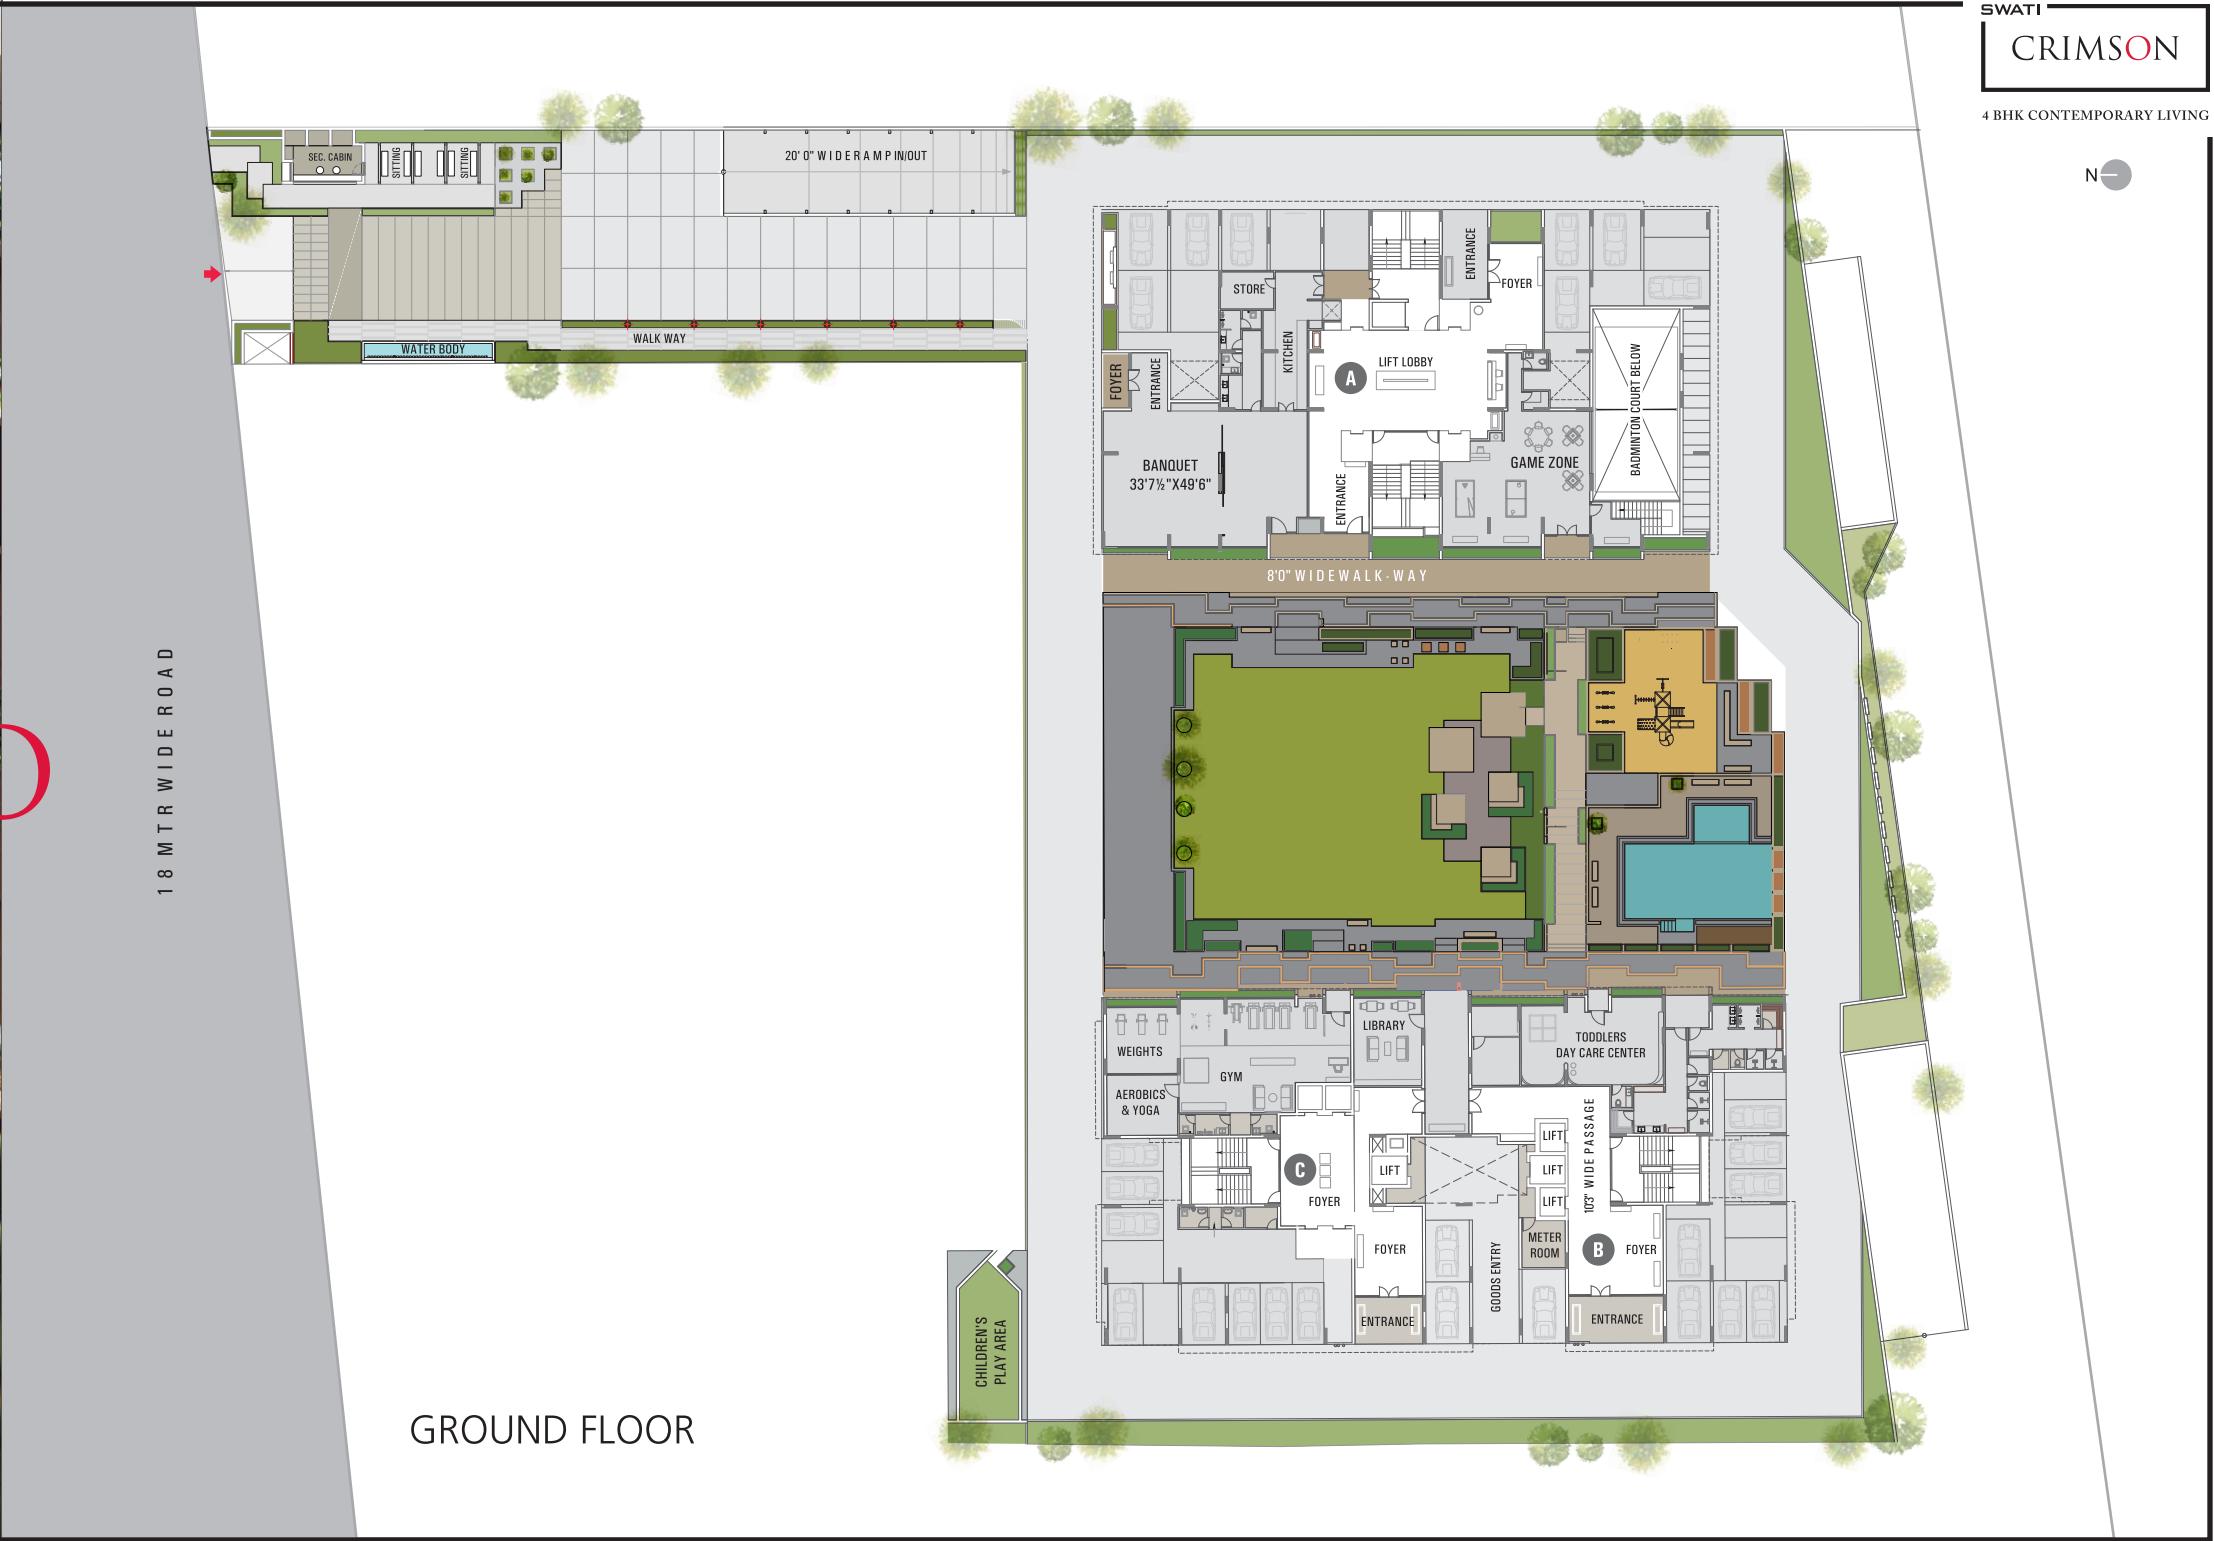 SWATI
CRIMSON
4 BHK CONTEMPORARY LIVING
N
SEC. CABIN
SITTING
SITTING
20' 0" WIDE RAMP IN/OUT
WALK WAY
WATER BODY
18 MTR WIDE ROAD
STORE
KITCHEN
FOYER
ENTRANCE
ENTRANCE
FOYER
A
LIFT LOBBY
BADMINTON COURT BELOW
BANQUET
33'7½"X49'6"
ENTRANCE
GAME ZONE
8'0" WIDE WALK-WAY
WEIGHTS
GYM
AEROBICS
& YOGA
LIBRARY
TODDLERS
DAY CARE CENTER
C
FOYER
LIFT
LIFT
LIFT
LIFT
10'3" WIDE PASSAGE
FOYER
GOODS ENTRY
METER
ROOM
B
FOYER
ENTRANCE
ENTRANCE
CHILDREN'S
PLAY AREA
GROUND FLOOR